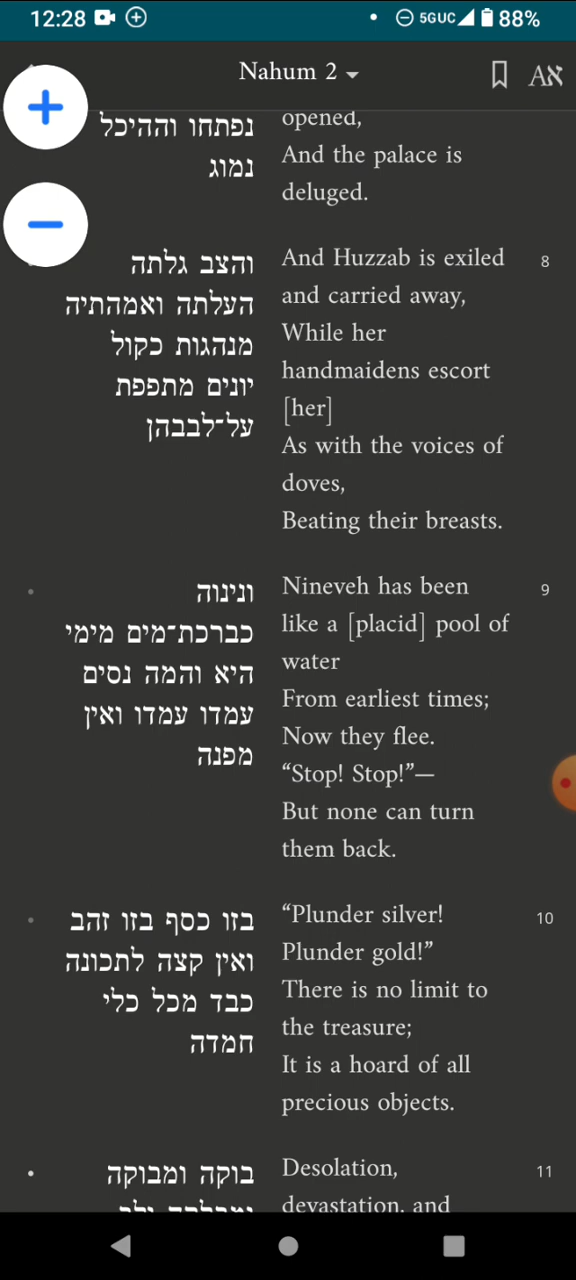 12:28
5GUC
88%
Nahum 2
Aא
נפתחו וההיכל
נמוג
opened,
And the palace is
deluged.
והצב גלתה
העלתה ואמהתיה
מנהגות כקול
יונים מתפפת
על־לבבהן
And Huzzab is exiled
and carried away,
While her
handmaidens escort
[her]
As with the voices of
doves,
Beating their breasts.
8
ונינוה
כברכת־מים מימי
היא והמה נסים
עמדו עמדו ואין
מפנה
Nineveh has been
like a [placid] pool of
water
From earliest times;
Now they flee.
“Stop! Stop!”—
But none can turn
them back.
9
בזו כסף בזו זהב
ואין קצה לתכונה
כבד מכל כלי
חמדה
“Plunder silver!
Plunder gold!”
There is no limit to
the treasure;
It is a hoard of all
precious objects.
10
בוקה ומבוקה
Desolation,
devastation, and
11